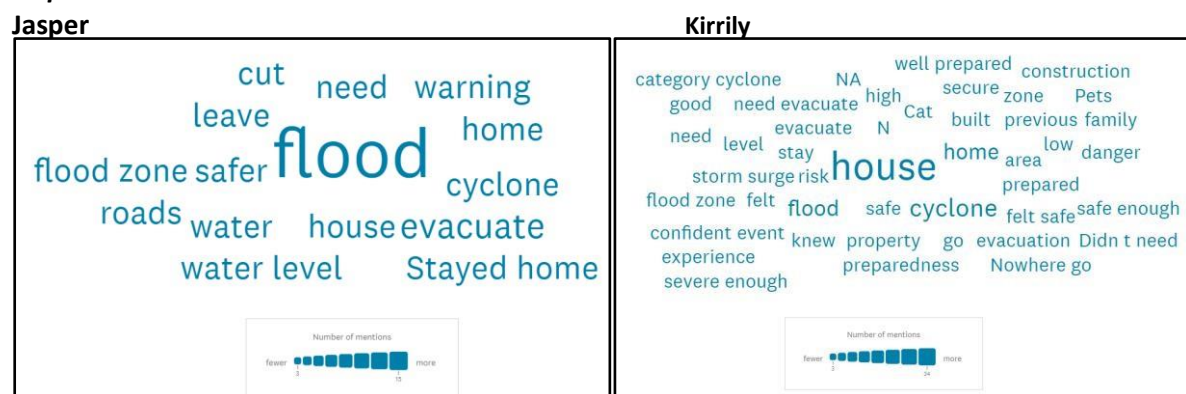 Jasper
Kirrily
cut
need
warning
leave
flood
home
flood zone
safer
cyclone
roads
water
house
evacuate
water level
Stayed home
Number of mentions
fewer
more
3
15
well prepared
category cyclone
NA
construction
good
need evacuate
high
secure
zone
Pets
Cat
need
level
evacuate
N
built
previous
family
stay
house
home
area
low
danger
storm surge
risk
prepared
flood zone
felt
flood
safe
cyclone
felt safe
safe enough
confident
event
knew
property
go
evacuation
Didn t need
experience
preparedness
Nowhere go
severe enough
Number of mentions
fewer
more
34